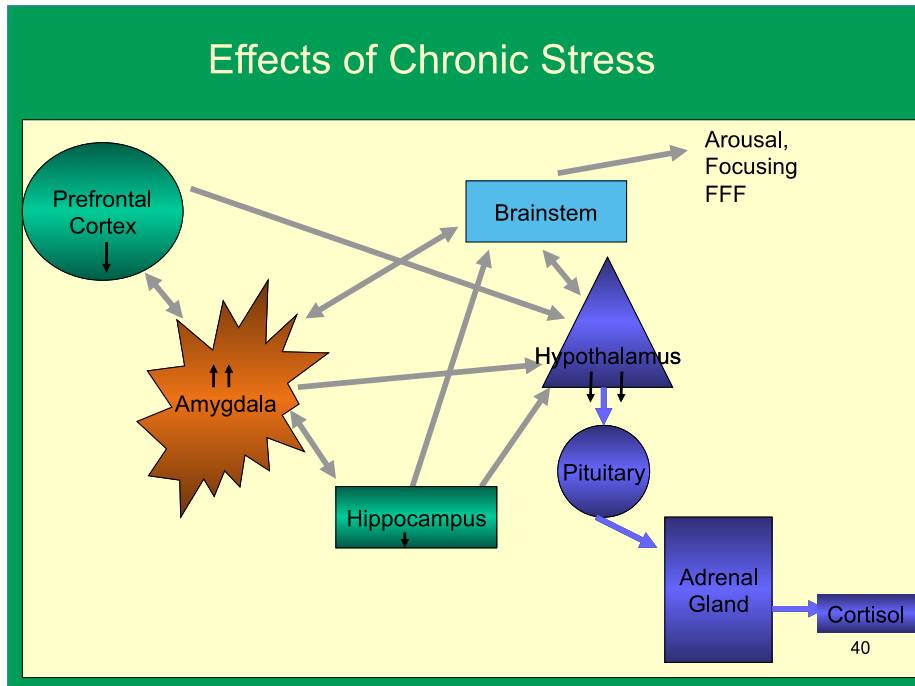 Effects of Chronic Stress
Arousal,
Focusing
FFF
Prefrontal
Cortex
Brainstem
Hypothalamus
Amygdala
Pituitary
Hippocampus
Adrenal
Gland
Cortisol
40